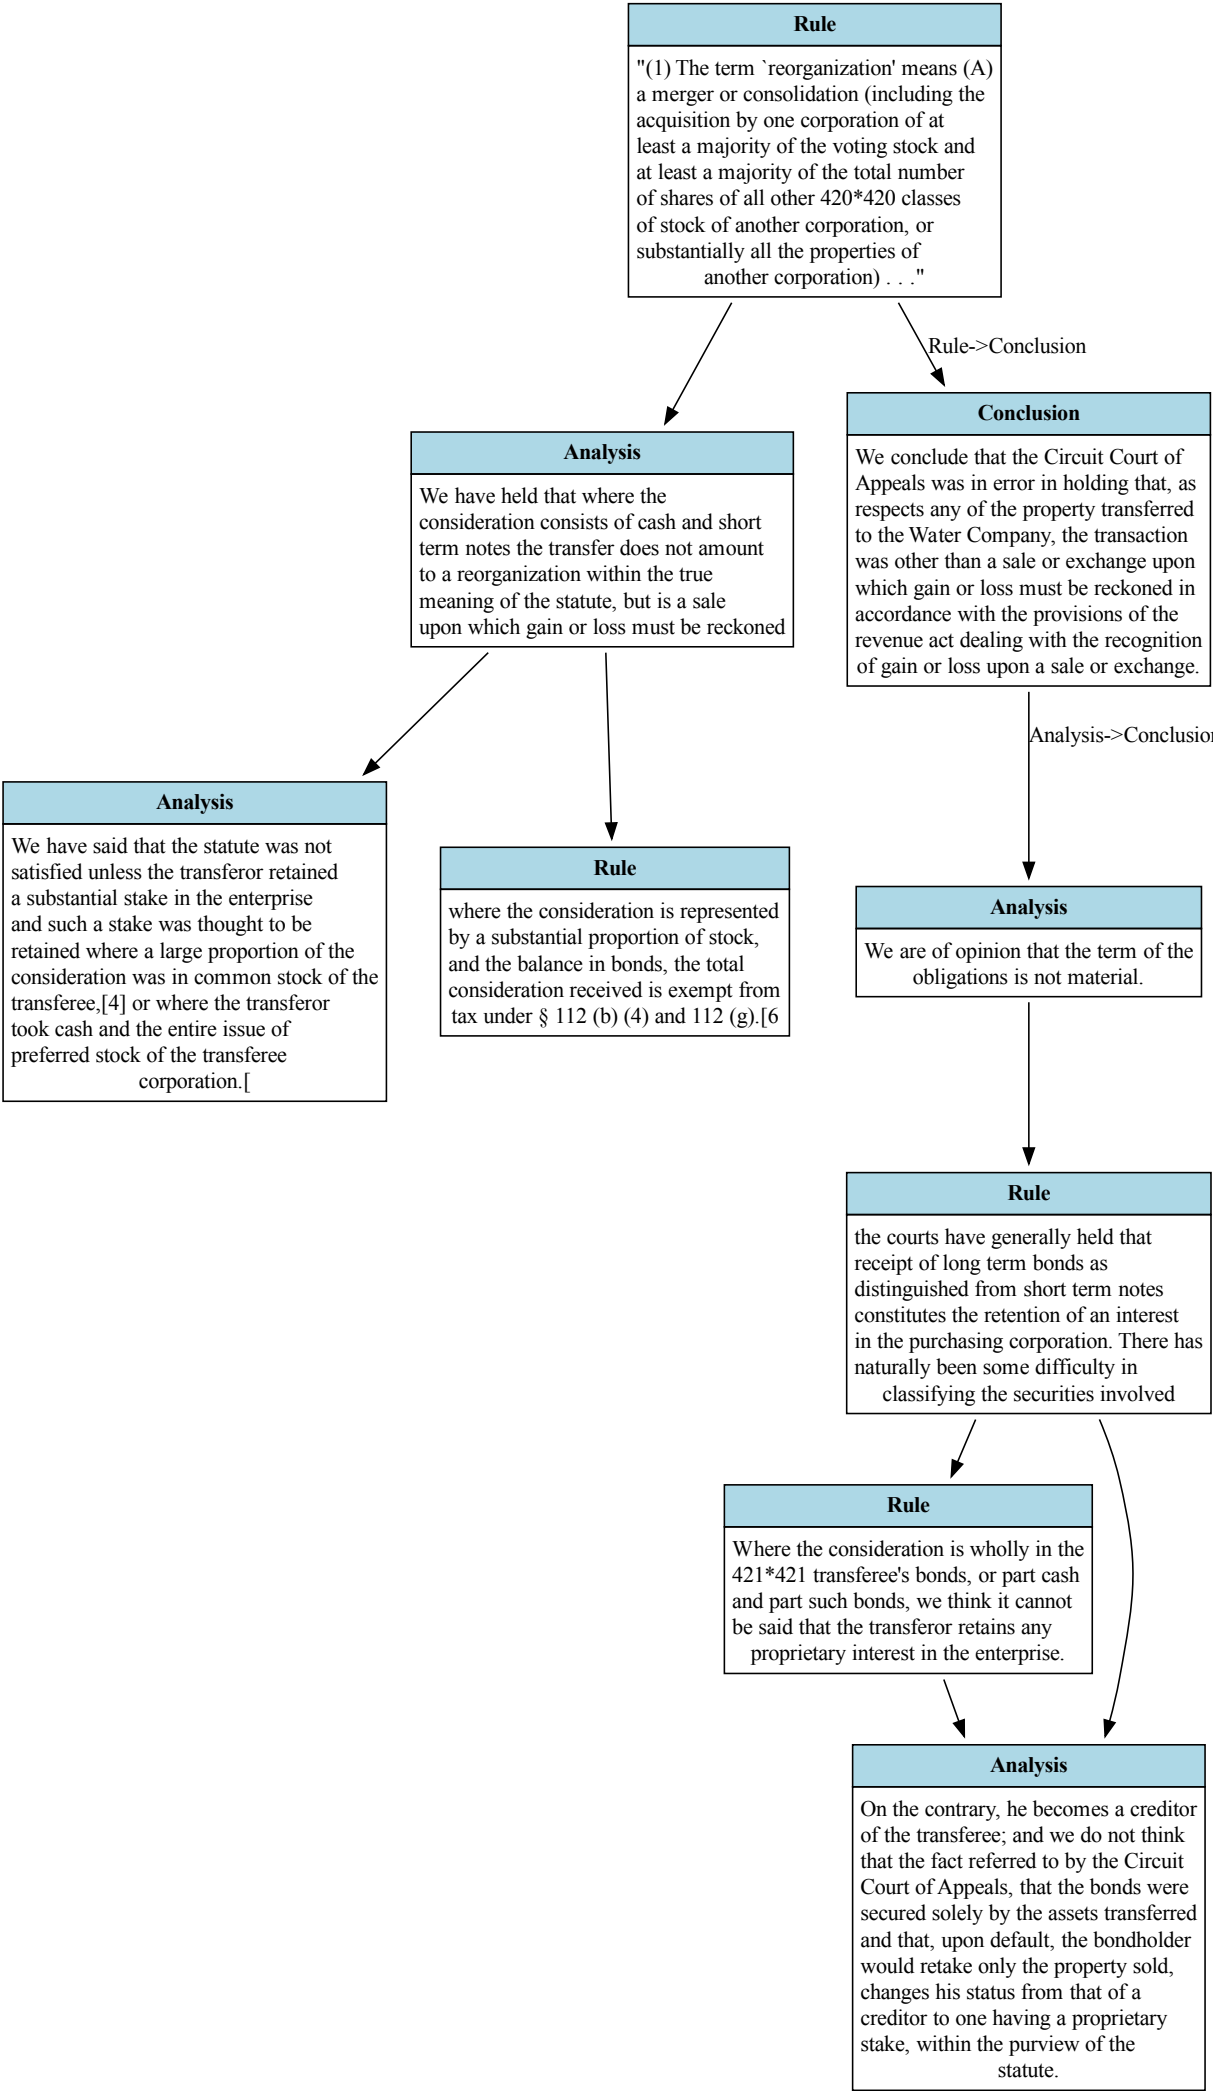 Rule
"(1) The term `reorganization' means (A)
a merger or consolidation (including the
acquisition by one corporation of at
least a majority of the voting stock and
at least a majority of the total number
of shares of all other 420*420 classes
of stock of another corporation, or
substantially all the properties of
another corporation) . . ."
Rule->Conclusion
Conclusion
We conclude that the Circuit Court of
Appeals was in error in holding that, as
respects any of the property transferred
to the Water Company, the transaction
was other than a sale or exchange upon
which gain or loss must be reckoned in
accordance with the provisions of the
revenue act dealing with the recognition
of gain or loss upon a sale or exchange.
Analysis
We have held that where the
consideration consists of cash and short
term notes the transfer does not amount
to a reorganization within the true
meaning of the statute, but is a sale
upon which gain or loss must be reckoned
Analysis->Conclusion
Analysis
We have said that the statute was not
satisfied unless the transferor retained
a substantial stake in the enterprise
and such a stake was thought to be
retained where a large proportion of the
consideration was in common stock of the
transferee,[4] or where the transferor
took cash and the entire issue of
preferred stock of the transferee
corporation.[
Rule
where the consideration is represented
by a substantial proportion of stock,
and the balance in bonds, the total
consideration received is exempt from
tax under § 112 (b) (4) and 112 (g).[6
Analysis
We are of opinion that the term of the
obligations is not material.
Rule
the courts have generally held that
receipt of long term bonds as
distinguished from short term notes
constitutes the retention of an interest
in the purchasing corporation. There has
naturally been some difficulty in
classifying the securities involved
Rule
Where the consideration is wholly in the
421*421 transferee's bonds, or part cash
and part such bonds, we think it cannot
be said that the transferor retains any
proprietary interest in the enterprise.
Analysis
On the contrary, he becomes a creditor
of the transferee; and we do not think
that the fact referred to by the Circuit
Court of Appeals, that the bonds were
secured solely by the assets transferred
and that, upon default, the bondholder
would retake only the property sold,
changes his status from that of a
creditor to one having a proprietary
stake, within the purview of the
statute.